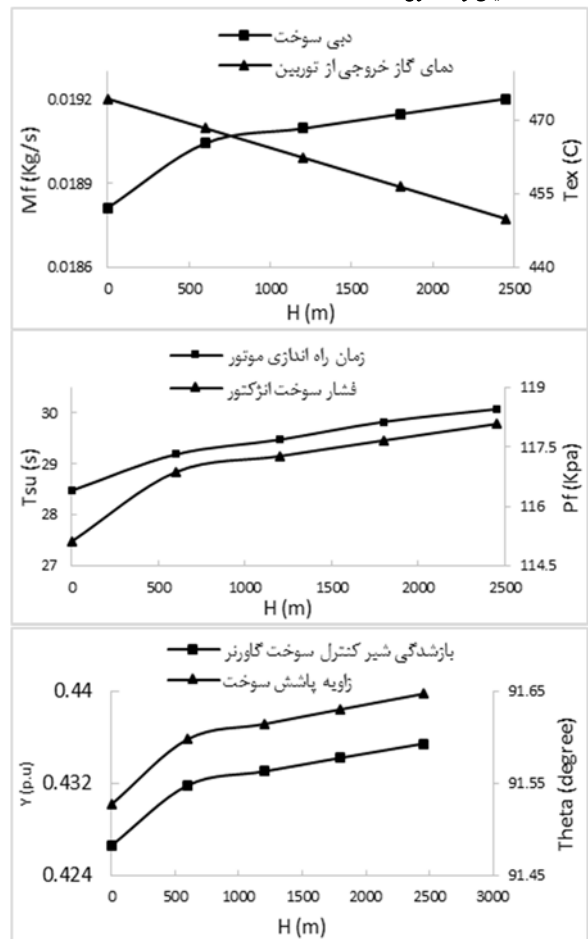 دبی سوخت
دمای گاز خروجی از توربین
0.0192
0.0189
0.0186
Mf (Kg/s)
470
455
440
Tex (C)
0 500 1000 1500 2000 2500
H (m)
زمان راه اندازی موتور
فشار سوخت انژکتور
30
29
28
27
Tsu (s)
119
117.5
116
114.5
Pf (Kpa)
0 500 1000 1500 2000 2500
H (m)
بازشدگی شیر کنترل سوخت گاورنر
زاویه پاشش سوخت
0.44
0.432
0.424
Y (p.u)
91.65
91.55
91.45
Theta (degree)
0 500 1000 1500 2000 2500 3000
H (m)